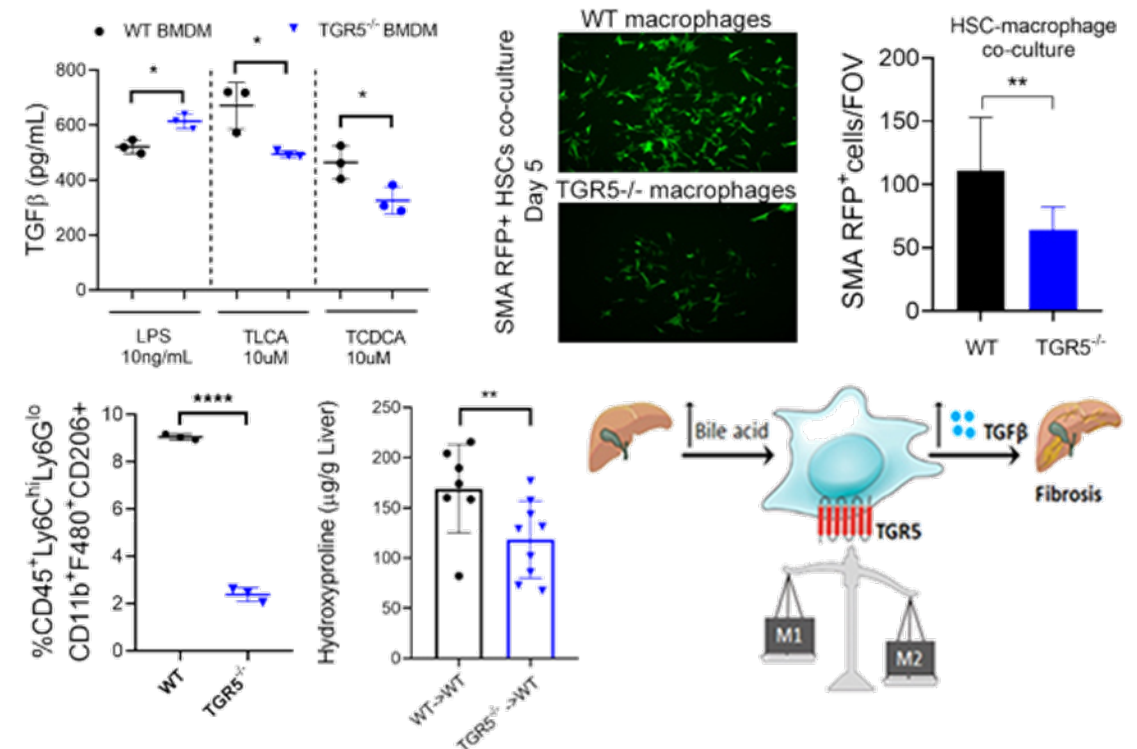 WT BMDM
TGR5-/- BMDM
TGFβ (pg/mL)
800
600
400
200
0
*
*
*
LPS
10ng/mL
TLCA
10uM
TCDCA
10uM
SMA RFP+ HSCs co-culture
Day 5
WT macrophages
TGR5-/- macrophages
HSC-macrophage
co-culture
SMA RFP+cells/FOV
200
150
100
50
0
**
WT
TGR5-/-
%CD45+Ly6ChiLy6Glo
CD11b+F480+CD206+
10
8
6
4
2
0
****
WT
TGR5-/-
Hydroxyproline (µg/g Liver)
250
200
150
100
50
0
**
WT->WT
TGR5-/- ->WT
Bile acid
TGFβ
Fibrosis
TGR5
M1
M2